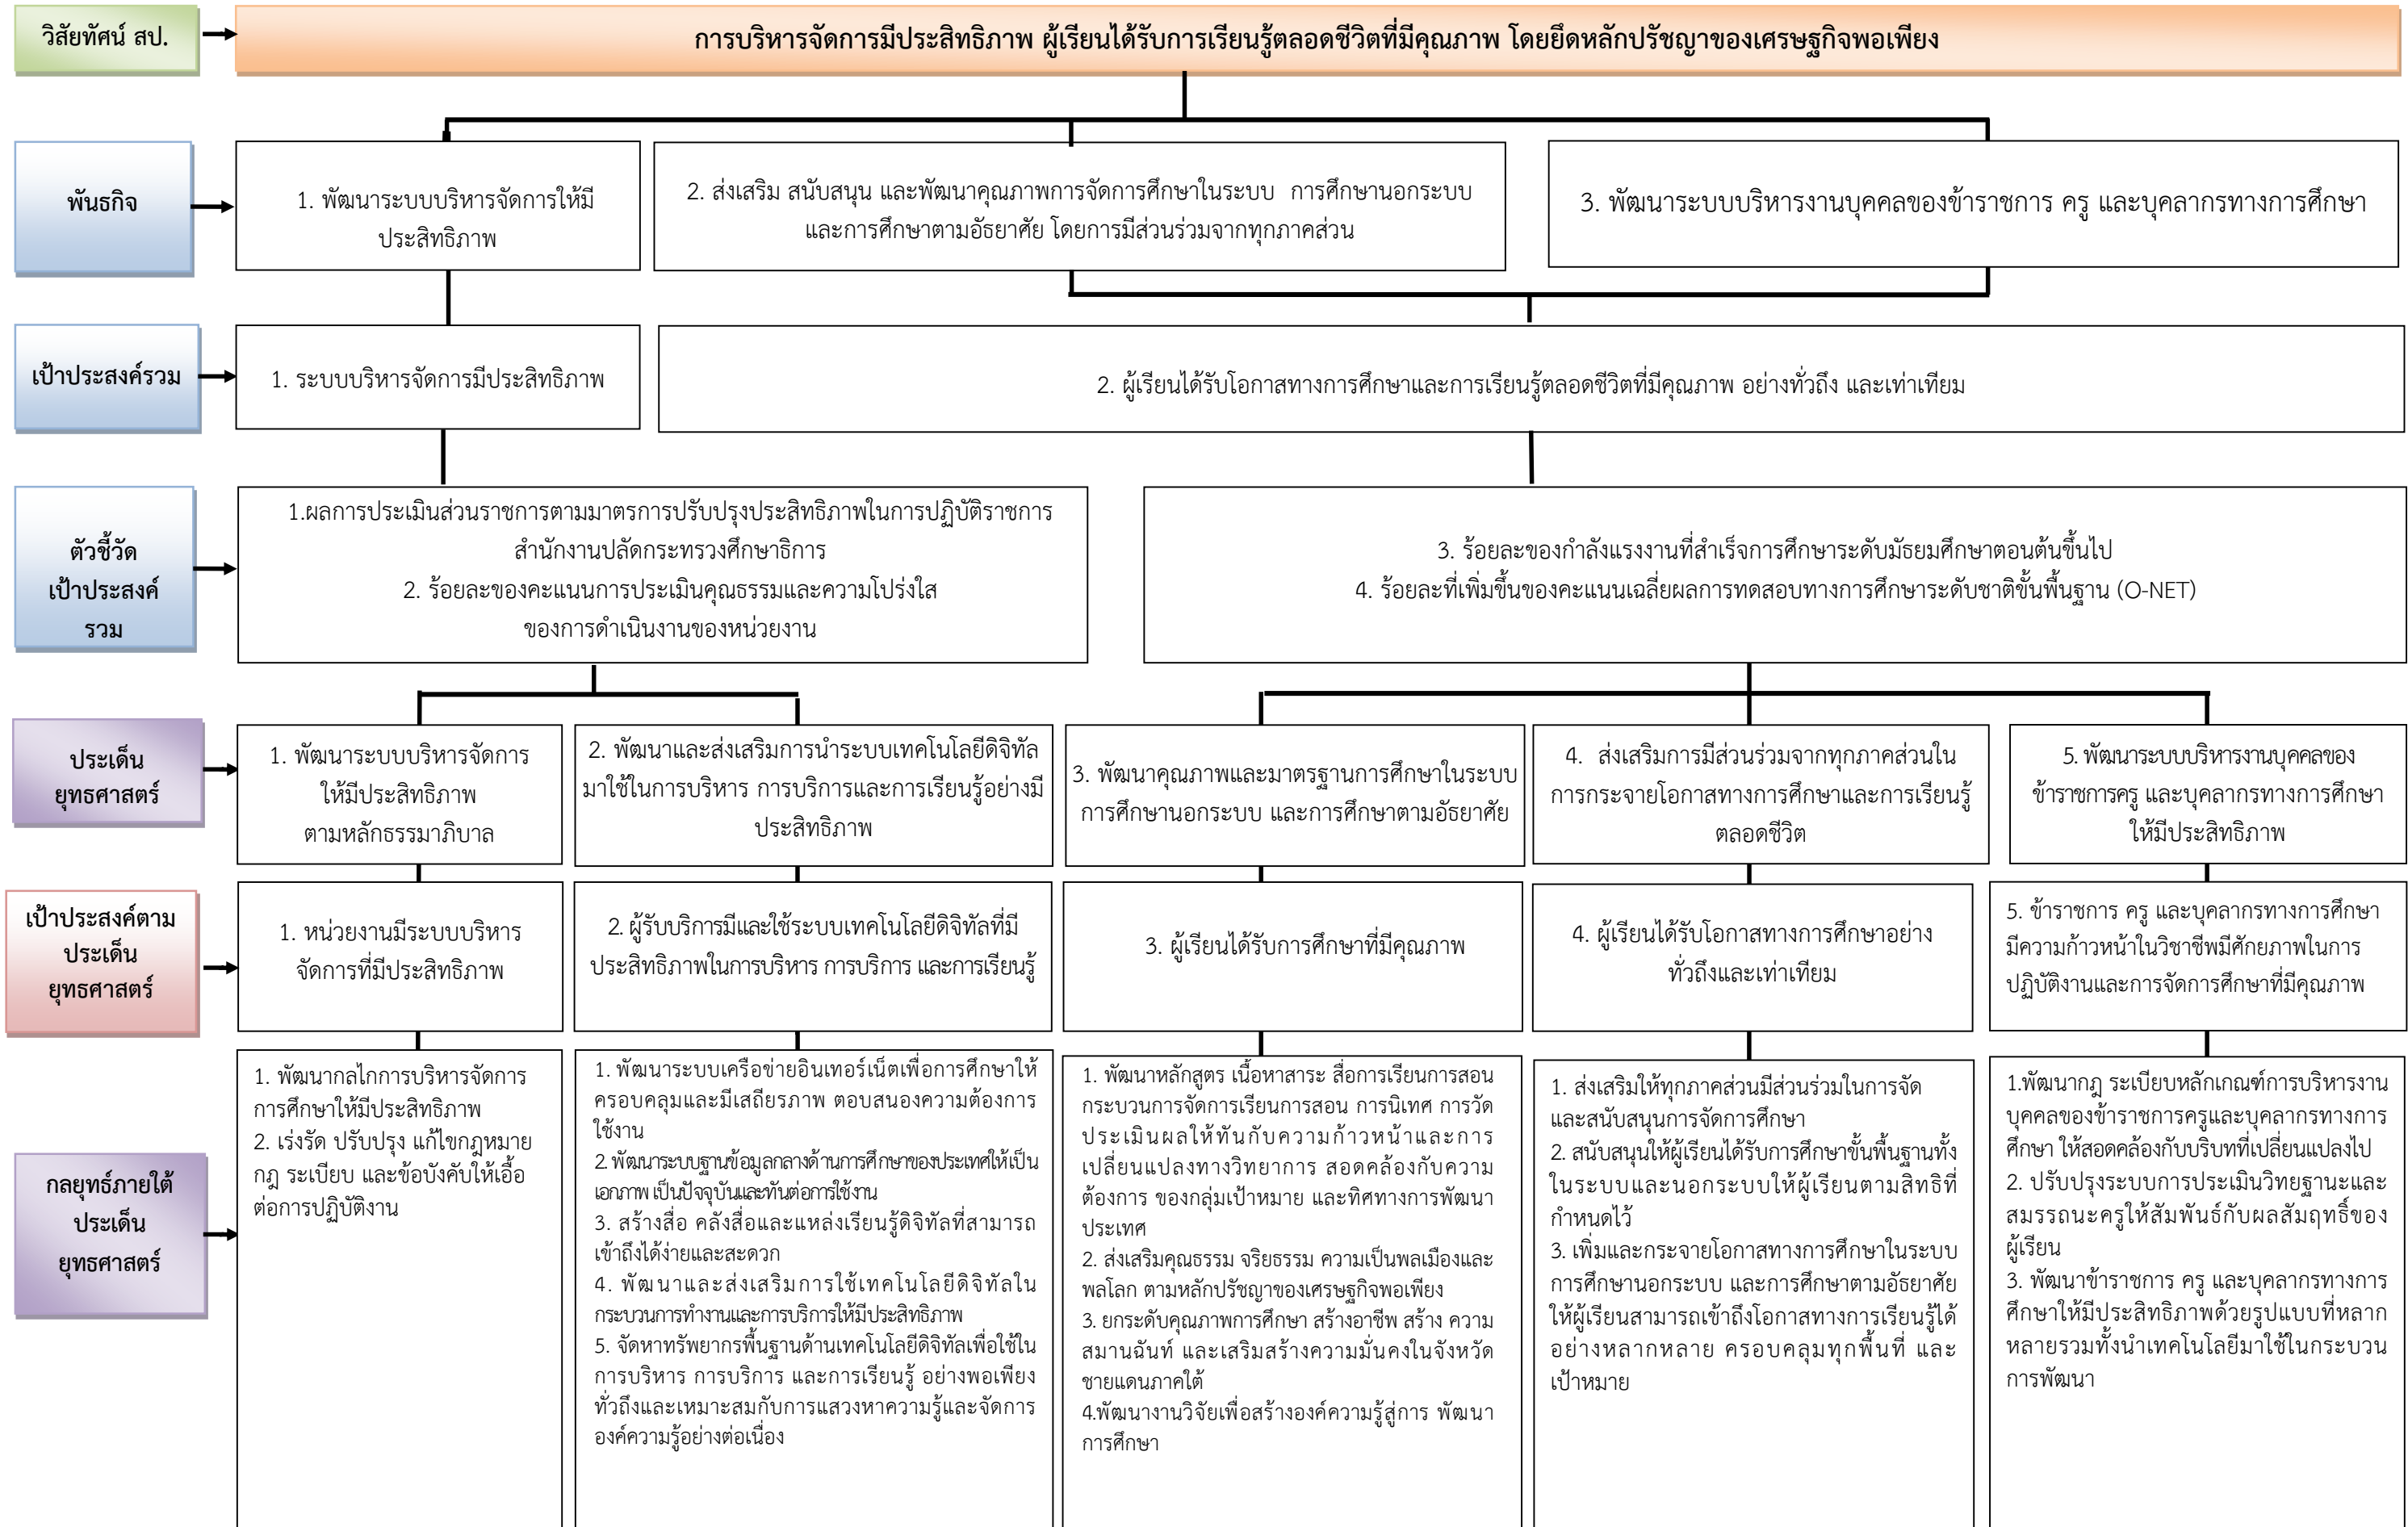 วิสัยทัศน์ สป.
การบริหารจัดการมีประสิทธิภาพ ผู้เรียนได้รับการเรียนรู้ตลอดชีวิตที่มีคุณภาพ โดยยึดหลักปรัชญาของเศรษฐกิจพอเพียง
พันธกิจ
1. พัฒนาระบบบริหารจัดการให้มี
ประสิทธิภาพ
2. ส่งเสริม สนับสนุน และพัฒนาคุณภาพการจัดการศึกษาในระบบ การศึกษานอกระบบ
และการศึกษาตามอัธยาศัย โดยการมีส่วนร่วมจากทุกภาคส่วน
3. พัฒนาระบบบริหารงานบุคคลของข้าราชการ ครู และบุคลากรทางการศึกษา
เป้าประสงค์รวม
1. ระบบบริหารจัดการมีประสิทธิภาพ
2. ผู้เรียนได้รับโอกาสทางการศึกษาและการเรียนรู้ตลอดชีวิตที่มีคุณภาพ อย่างทั่วถึง และเท่าเทียม
ตัวชี้วัด
เป้าประสงค์
รวม
1.ผลการประเมินส่วนราชการตามมาตรการปรับปรุงประสิทธิภาพในการปฏิบัติราชการ
สำนักงานปลัดกระทรวงศึกษาธิการ
2. ร้อยละของคะแนนการประเมินคุณธรรมและความโปร่งใส
ของการดำเนินงานของหน่วยงาน
3. ร้อยละของกำลังแรงงานที่สำเร็จการศึกษาระดับมัธยมศึกษาตอนต้นขึ้นไป
4. ร้อยละที่เพิ่มขึ้นของคะแนนเฉลี่ยผลการทดสอบทางการศึกษาระดับชาติขั้นพื้นฐาน (O-NET)
ประเด็น
ยุทธศาสตร์
1. พัฒนาระบบบริหารจัดการ
ให้มีประสิทธิภาพ
ตามหลักธรรมาภิบาล
2. พัฒนาและส่งเสริมการนำระบบเทคโนโลยีดิจิทัล
มาใช้ในการบริหาร การบริการและการเรียนรู้อย่างมี
ประสิทธิภาพ
3. พัฒนาคุณภาพและมาตรฐานการศึกษาในระบบ
การศึกษานอกระบบ และการศึกษาตามอัธยาศัย
4. ส่งเสริมการมีส่วนร่วมจากทุกภาคส่วนใน
การกระจายโอกาสทางการศึกษาและการเรียนรู้
ตลอดชีวิต
5. พัฒนาระบบบริหารงานบุคคลของ
ข้าราชการครู และบุคลากรทางการศึกษา
ให้มีประสิทธิภาพ
เป้าประสงค์ตาม
ประเด็น
ยุทธศาสตร์
1. หน่วยงานมีระบบบริหาร
จัดการที่มีประสิทธิภาพ
2. ผู้รับบริการมีและใช้ระบบเทคโนโลยีดิจิทัลที่มี
ประสิทธิภาพในการบริหาร การบริการ และการเรียนรู้
3. ผู้เรียนได้รับการศึกษาที่มีคุณภาพ
4. ผู้เรียนได้รับโอกาสทางการศึกษาอย่าง
ทั่วถึงและเท่าเทียม
5. ข้าราชการ ครู และบุคลากรทางการศึกษา
มีความก้าวหน้าในวิชาชีพมีศักยภาพในการ
ปฏิบัติงานและการจัดการศึกษาที่มีคุณภาพ
กลยุทธ์ภายใต้
ประเด็น
ยุทธศาสตร์
1. พัฒนากลไกการบริหารจัดการ
การศึกษาให้มีประสิทธิภาพ
2. เร่งรัด ปรับปรุง แก้ไขกฎหมาย
กฎ ระเบียบ และข้อบังคับให้เอื้อ
ต่อการปฏิบัติงาน
1. พัฒนาระบบเครือข่ายอินเทอร์เน็ตเพื่อการศึกษาให้
ครอบคลุมและมีเสถียรภาพ ตอบสนองความต้องการ
ใช้งาน
2. พัฒนาระบบฐานข้อมูลกลางด้านการศึกษาของประเทศให้เป็น
เอกภาพ เป็นปัจจุบันและทันต่อการใช้งาน
3. สร้างสื่อ คลังสื่อและแหล่งเรียนรู้ดิจิทัลที่สามารถ
เข้าถึงได้ง่ายและสะดวก
4. พัฒนาและส่งเสริมการใช้เทคโนโลยีดิจิทัลใน
กระบวนการทำงานและการบริการให้มีประสิทธิภาพ
5. จัดหาทรัพยากรพื้นฐานด้านเทคโนโลยีดิจิทัลเพื่อใช้ใน
การบริหาร การบริการ และการเรียนรู้ อย่างพอเพียง
ทั่วถึงและเหมาะสมกับการแสวงหาความรู้และจัดการ
องค์ความรู้อย่างต่อเนื่อง
1. พัฒนาหลักสูตร เนื้อหาสาระ สื่อการเรียนการสอน
กระบวนการจัดการเรียนการสอน การนิเทศ การวัด
ประเมินผลให้ทันกับความก้าวหน้าและการ
เปลี่ยนแปลงทางวิทยาการ สอดคล้องกับความ
ต้องการ ของกลุ่มเป้าหมาย และทิศทางการพัฒนา
ประเทศ
2. ส่งเสริมคุณธรรม จริยธรรม ความเป็นพลเมืองและ
พลโลก ตามหลักปรัชญาของเศรษฐกิจพอเพียง
3. ยกระดับคุณภาพการศึกษา สร้างอาชีพ สร้าง ความ
สมานฉันท์ และเสริมสร้างความมั่นคงในจังหวัด
ชายแดนภาคใต้
4.พัฒนางานวิจัยเพื่อสร้างองค์ความรู้สู่การ พัฒนา
การศึกษา
1. ส่งเสริมให้ทุกภาคส่วนมีส่วนร่วมในการจัด
และสนับสนุนการจัดการศึกษา
2. สนับสนุนให้ผู้เรียนได้รับการศึกษาขั้นพื้นฐานทั้ง
ในระบบและนอกระบบให้ผู้เรียนตามสิทธิที่
กำหนดไว้
3. เพิ่มและกระจายโอกาสทางการศึกษาในระบบ
การศึกษานอกระบบ และการศึกษาตามอัธยาศัย
ให้ผู้เรียนสามารถเข้าถึงโอกาสทางการเรียนรู้ได้
อย่างหลากหลาย ครอบคลุมทุกพื้นที่ และ
เป้าหมาย
1.พัฒนากฎ ระเบียบหลักเกณฑ์การบริหารงาน
บุคคลของข้าราชการครูและบุคลากรทางการ
ศึกษา ให้สอดคล้องกับบริบทที่เปลี่ยนแปลงไป
2. ปรับปรุงระบบการประเมินวิทยฐานะและ
สมรรถนะครูให้สัมพันธ์กับผลสัมฤทธิ์ของ
ผู้เรียน
3. พัฒนาข้าราชการ ครู และบุคลากรทางการ
ศึกษาให้มีประสิทธิภาพด้วยรูปแบบที่หลาก
หลายรวมทั้งนำเทคโนโลยีมาใช้ในกระบวน
การพัฒนา